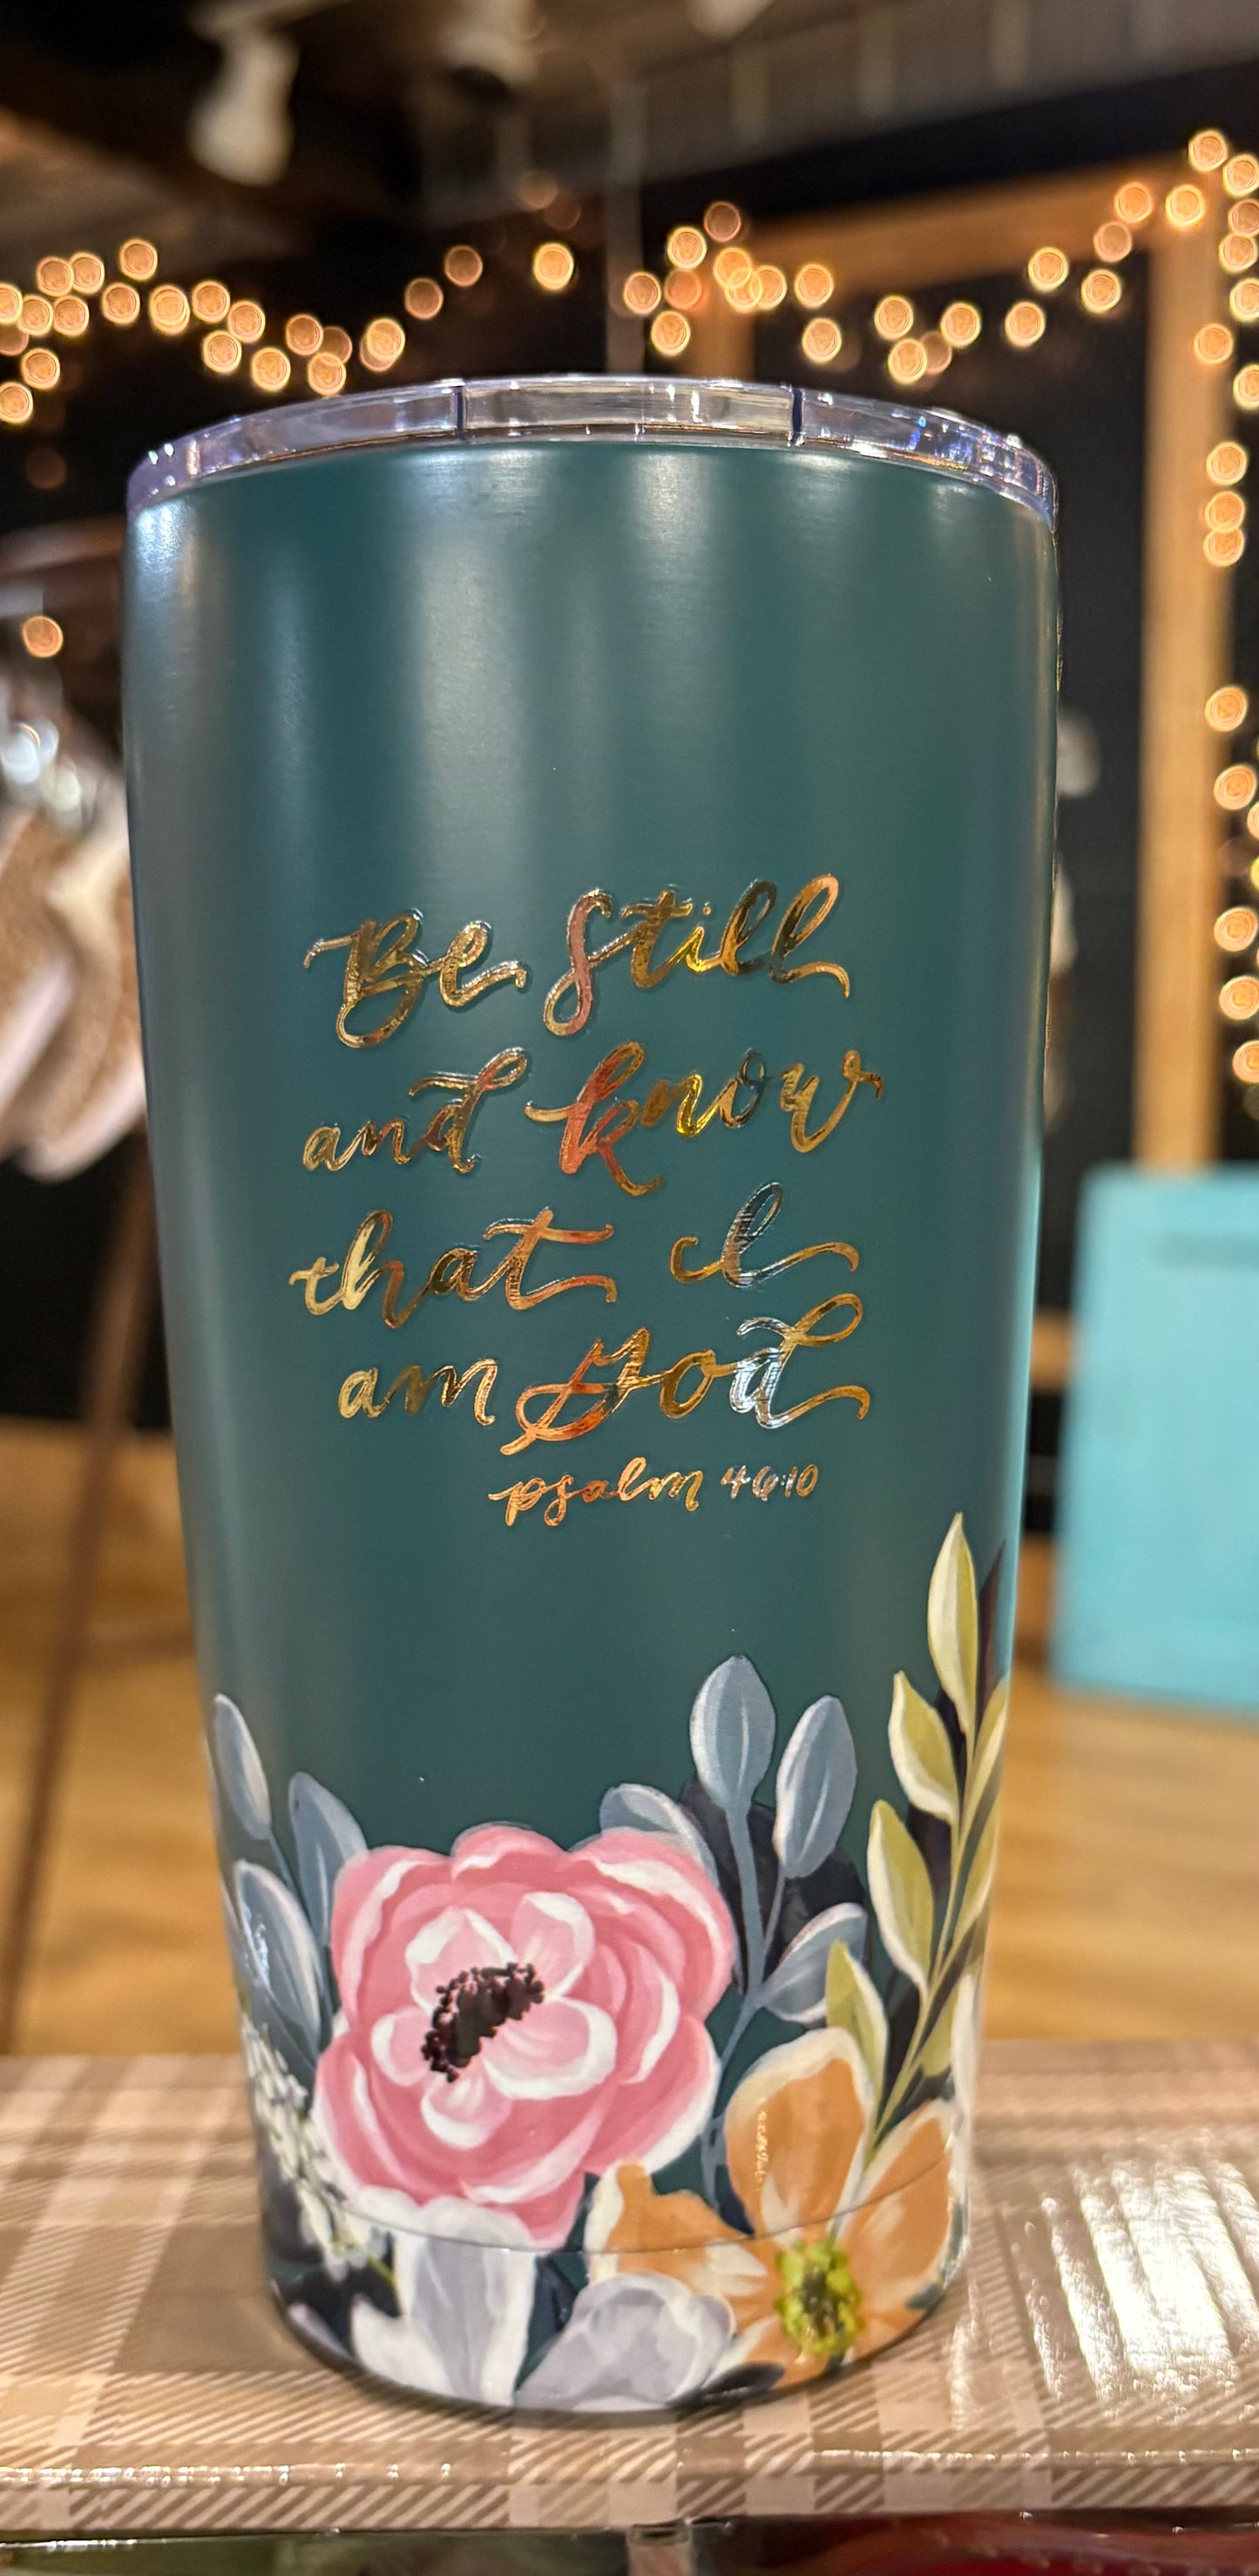 Be Still
and know
that I
am God
psalm 46:10